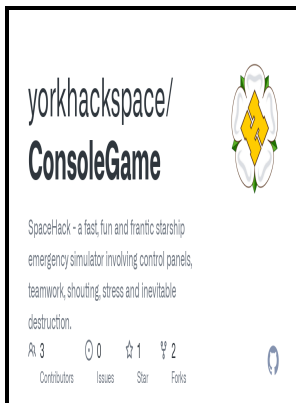 yorkhackspace/
ConsoleGame
SpaceHack - a fast, fun and frantic starship
emergency simulator involving control panels,
teamwork, shouting, stress and inevitable
destruction.
3 0 1 2
Contributors Issues Star Forks